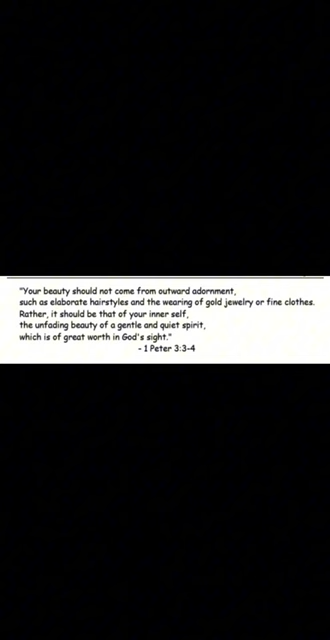 "Your beauty should not come from outward adornment,
such as elaborate hairstyles and the wearing of gold jewelry or fine clothes.
Rather, it should be that of your inner self,
the unfading beauty of a gentle and quiet spirit,
which is of great worth in God's sight."
- 1 Peter 3:3-4